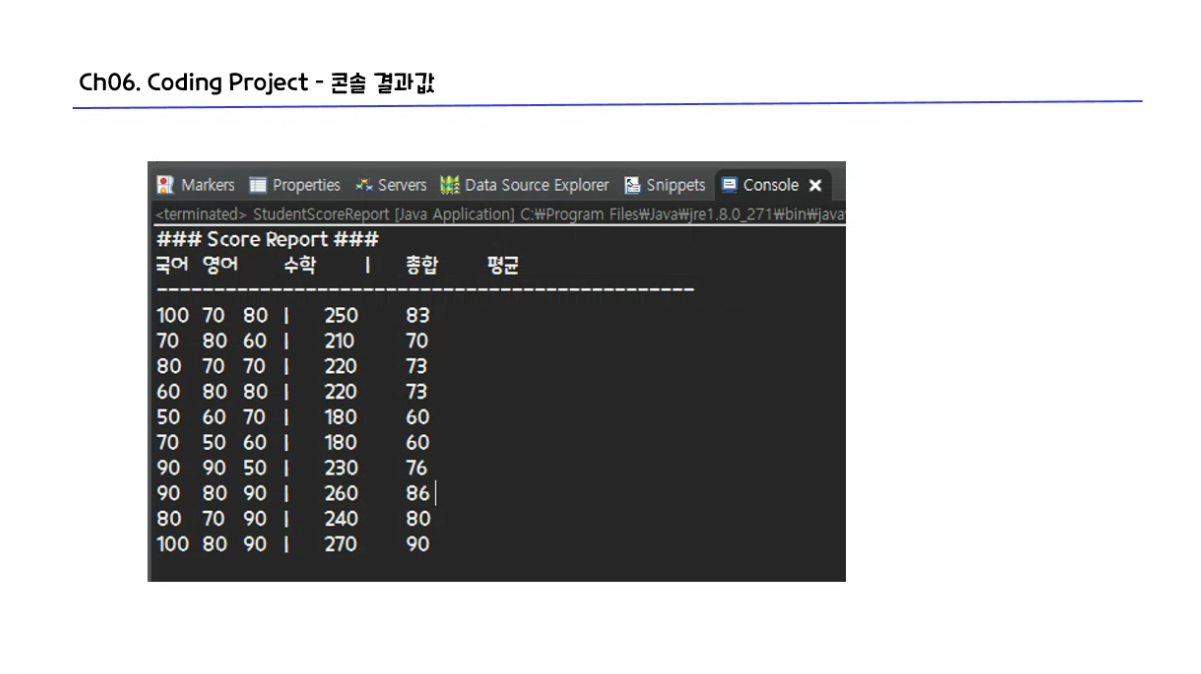 Ch06. Coding Project - 콘솔 결과값
Markers Properties Servers Data Source Explorer Snippets Console
<terminated> StudentScoreReport [Java Application] C:₩Program Files₩Java₩jre1.8.0_271₩bin₩java
### Score Report ###
국어 영어 수학 | 총합 평균
-----------------------------------------------
100 70 80 | 250 83
70 80 60 | 210 70
80 70 70 | 220 73
60 80 80 | 220 73
50 60 70 | 180 60
70 50 60 | 180 60
90 90 50 | 230 76
90 80 90 | 260 86
80 70 90 | 240 80
100 80 90 | 270 90